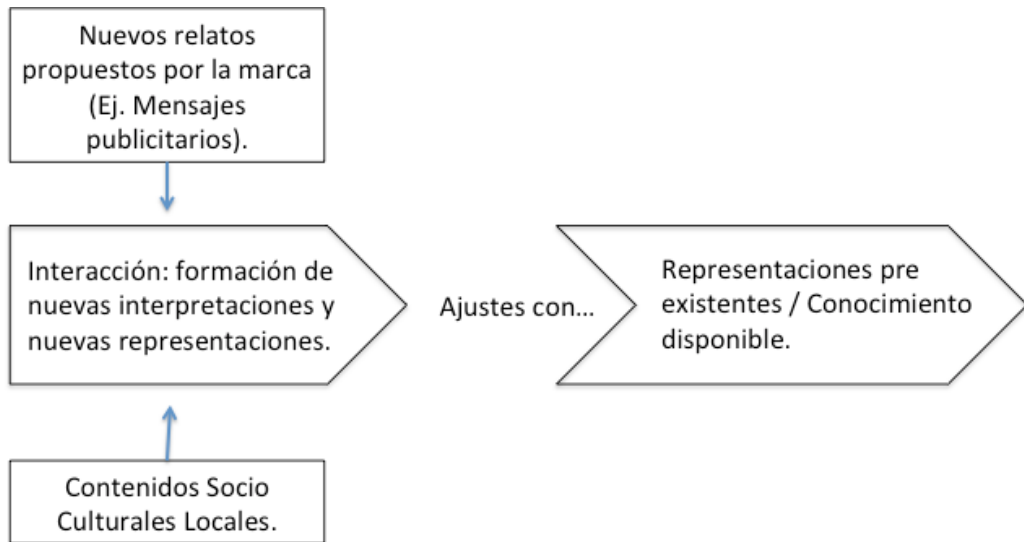 Nuevos relatos
propuestos por la marca
(Ej. Mensajes
publicitarios).
Interacción: formación de
nuevas interpretaciones y
nuevas representaciones.
Ajustes con...
Representaciones pre
existentes / Conocimiento
disponible.
Contenidos Socio
Culturales Locales.